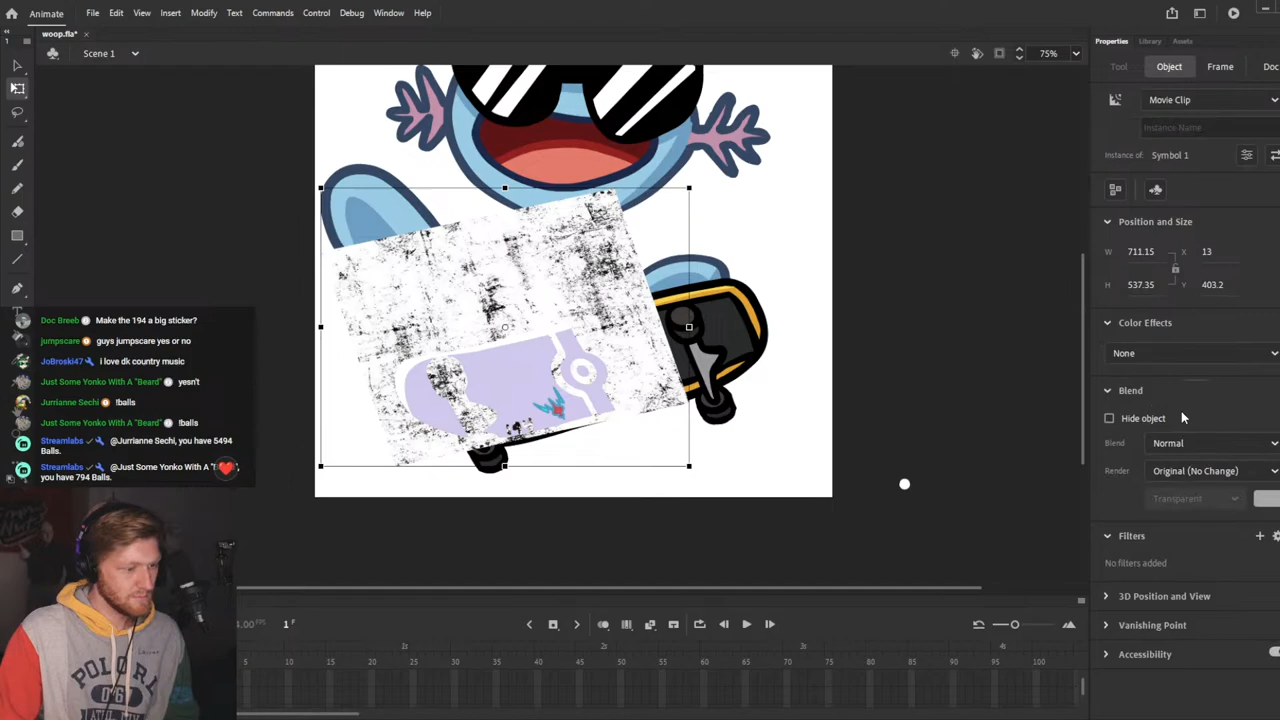 Animate
File Edit View Insert Modify Text Commands Control Debug Window Help
woop.fla*
Scene 1
75%
Properties Library Assets
Tool Object Frame Doc
Movie Clip
Instance Name
Instance of: Symbol 1
Position and Size
W 711.15 X 13
H 537.35 Y 403.2
Color Effects
None
Blend
Hide object
Blend Normal
Render Original (No Change)
Transparent
Filters
No filters added
3D Position and View
Vanishing Point
Accessibility
Doc Breeb Make the 194 a big sticker?
jumpscare guys jumpscare yes or no
JoBroski47 i love dk country music
Just Some Yonko With A "Beard" yesn't
Jurrianne Sechi !balls
Just Some Yonko With A "Beard" !balls
Streamlabs @Jurrianne Sechi, you have 5494
Balls.
Streamlabs @Just Some Yonko With A "
you have 794 Balls.
4.00 FPS 1 F
1s 2s 3s 4s
5 10 15 20 25 30 35 40 45 50 55 60 65 70 75 80 85 90 95 100
POLO